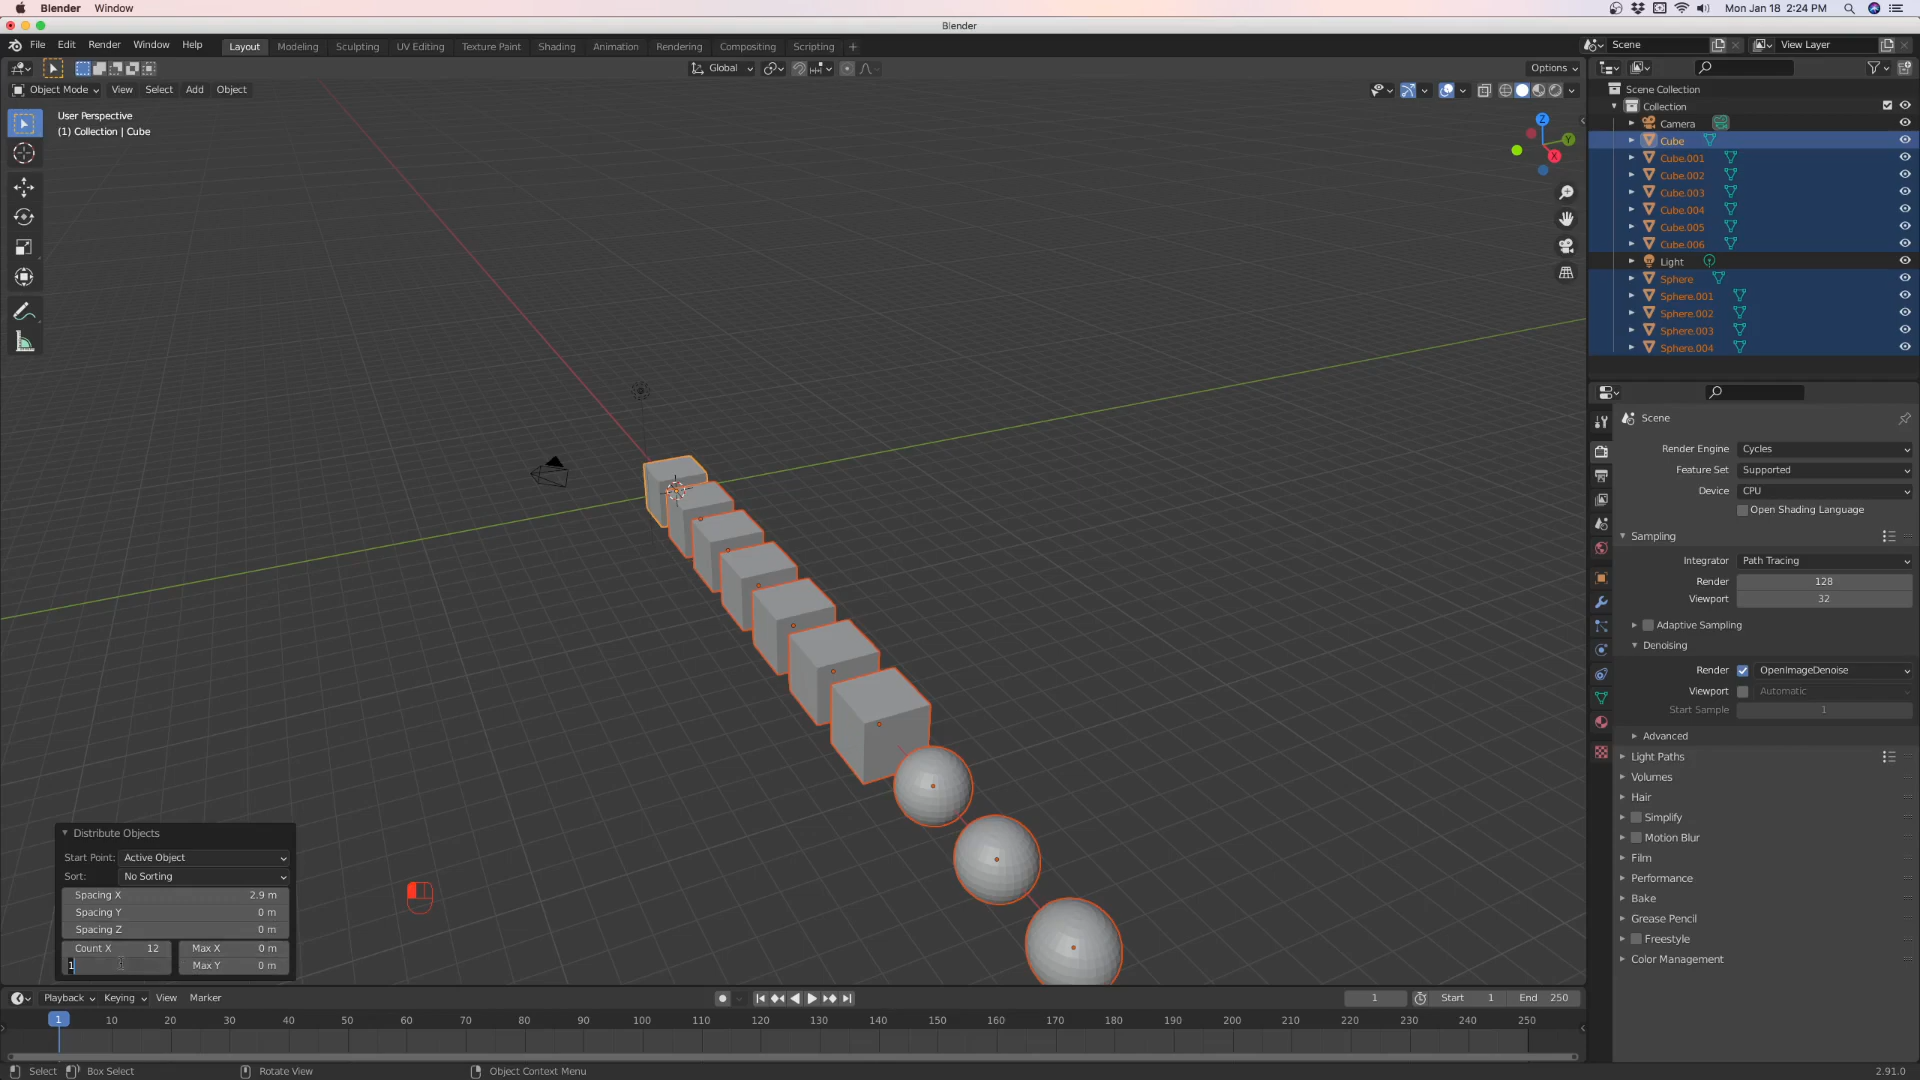 Blender Window
Mon Jan 18 2:24 PM
Blender
File Edit Render Window Help
Layout Modeling Sculpting UV Editing Texture Paint Shading Animation Rendering Compositing Scripting +
Scene
View Layer
Global
Options
Object Mode View Select Add Object
User Perspective
(1) Collection | Cube
Z
Y
X
Scene Collection
Collection
Camera
Cube
Cube.001
Cube.002
Cube.003
Cube.004
Cube.005
Cube.006
Light
Sphere
Sphere.001
Sphere.002
Sphere.003
Sphere.004
Scene
Render Engine Cycles
Feature Set Supported
Device CPU
Open Shading Language
Sampling
Integrator Path Tracing
Render 128
Viewport 32
Adaptive Sampling
Denoising
Render OpenImageDenoise
Viewport Automatic
Start Sample 1
Advanced
Light Paths
Volumes
Hair
Simplify
Motion Blur
Film
Performance
Bake
Grease Pencil
Freestyle
Color Management
Distribute Objects
Start Point: Active Object
Sort: No Sorting
Spacing X 2.9 m
Spacing Y 0 m
Spacing Z 0 m
Count X 12 Max X 0 m
1 Max Y 0 m
Playback Keying View Marker
1 Start 1 End 250
1 10 20 30 40 50 60 70 80 90 100 110 120 130 140 150 160 170 180 190 200 210 220 230 240 250
Select Box Select Rotate View Object Context Menu 2.91.0